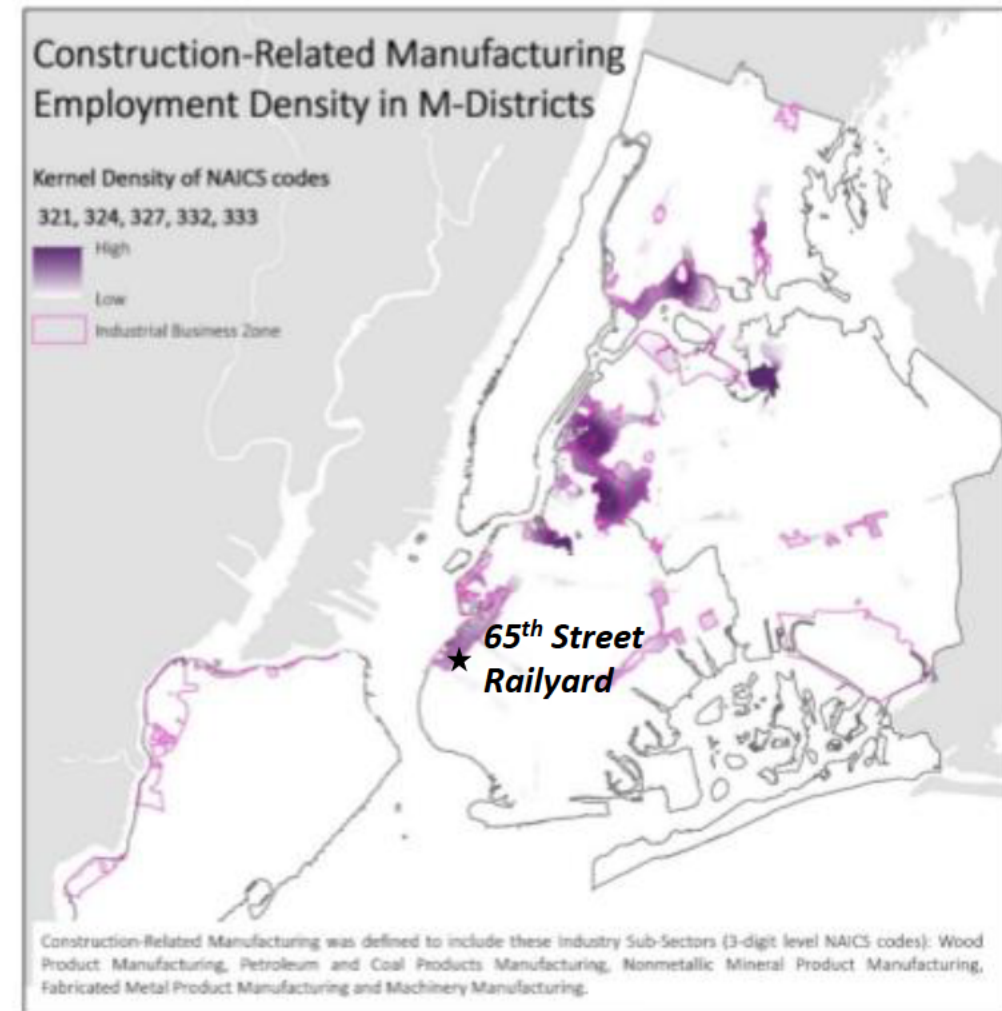 Construction-Related Manufacturing
Employment Density in M-Districts
Kernel Density of NAICS codes
321, 324, 327, 332, 333
High
Low
Industrial Business Zone
65th Street
Railyard
Construction-Related Manufacturing was defined to include these Industry Sub-Sectors (3-digit level NAICS codes): Wood
Product Manufacturing, Petroleum and Coal Products Manufacturing, Nonmetallic Mineral Product Manufacturing,
Fabricated Metal Product Manufacturing and Machinery Manufacturing.